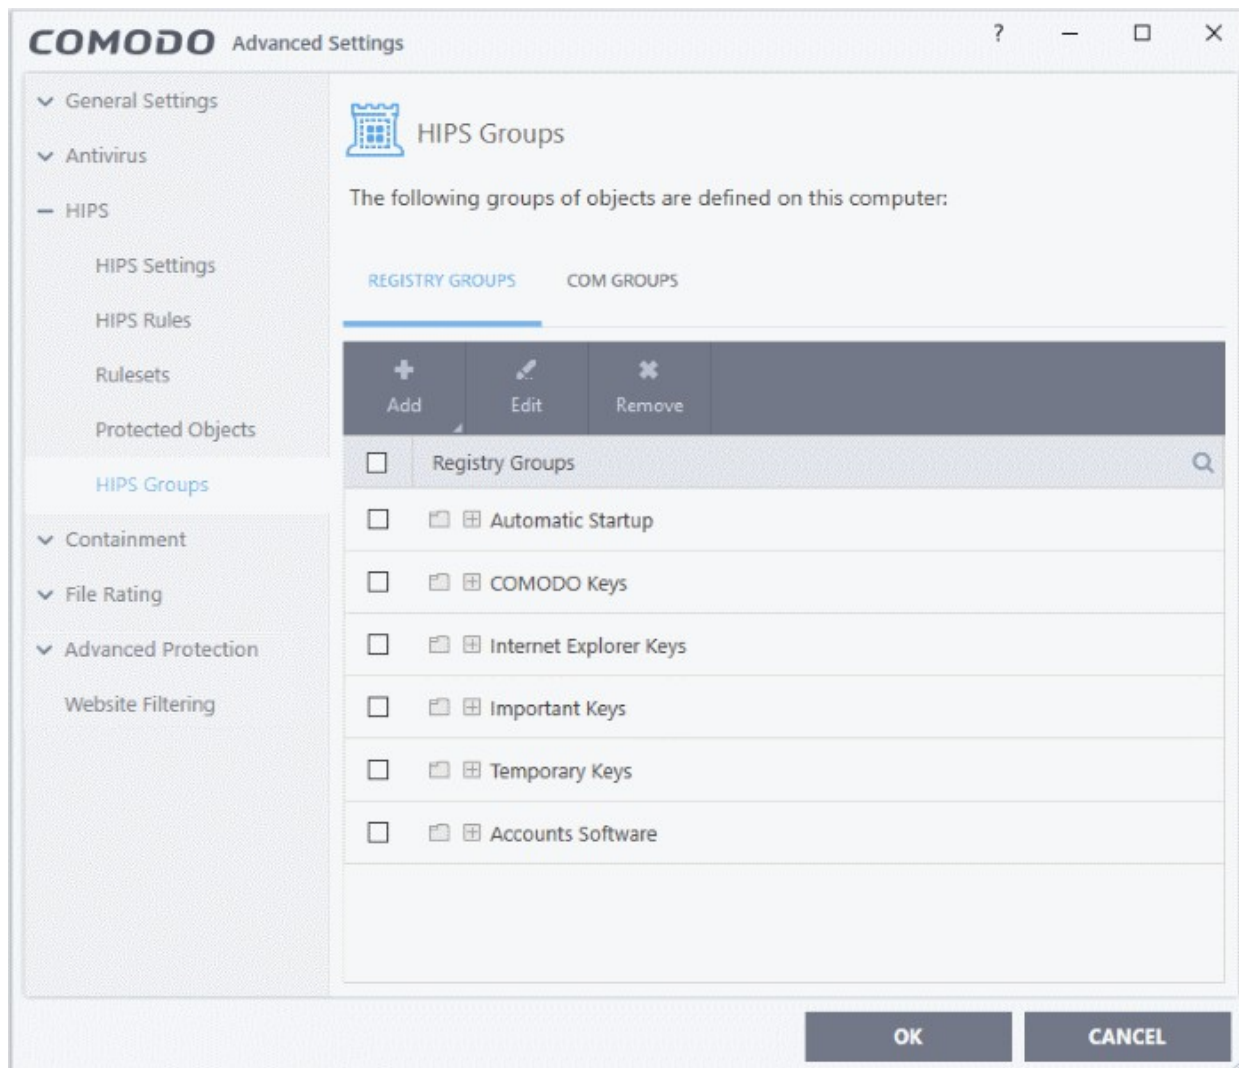 COMODO Advanced Settings ?
General Settings
Antivirus
HIPS
HIPS Settings
HIPS Rules
Rulesets
Protected Objects
HIPS Groups
Containment
File Rating
Advanced Protection
Website Filtering
HIPS Groups
The following groups of objects are defined on this computer:
REGISTRY GROUPS COM GROUPS
Add Edit Remove
Registry Groups
Automatic Startup
COMODO Keys
Internet Explorer Keys
Important Keys
Temporary Keys
Accounts Software
OK CANCEL